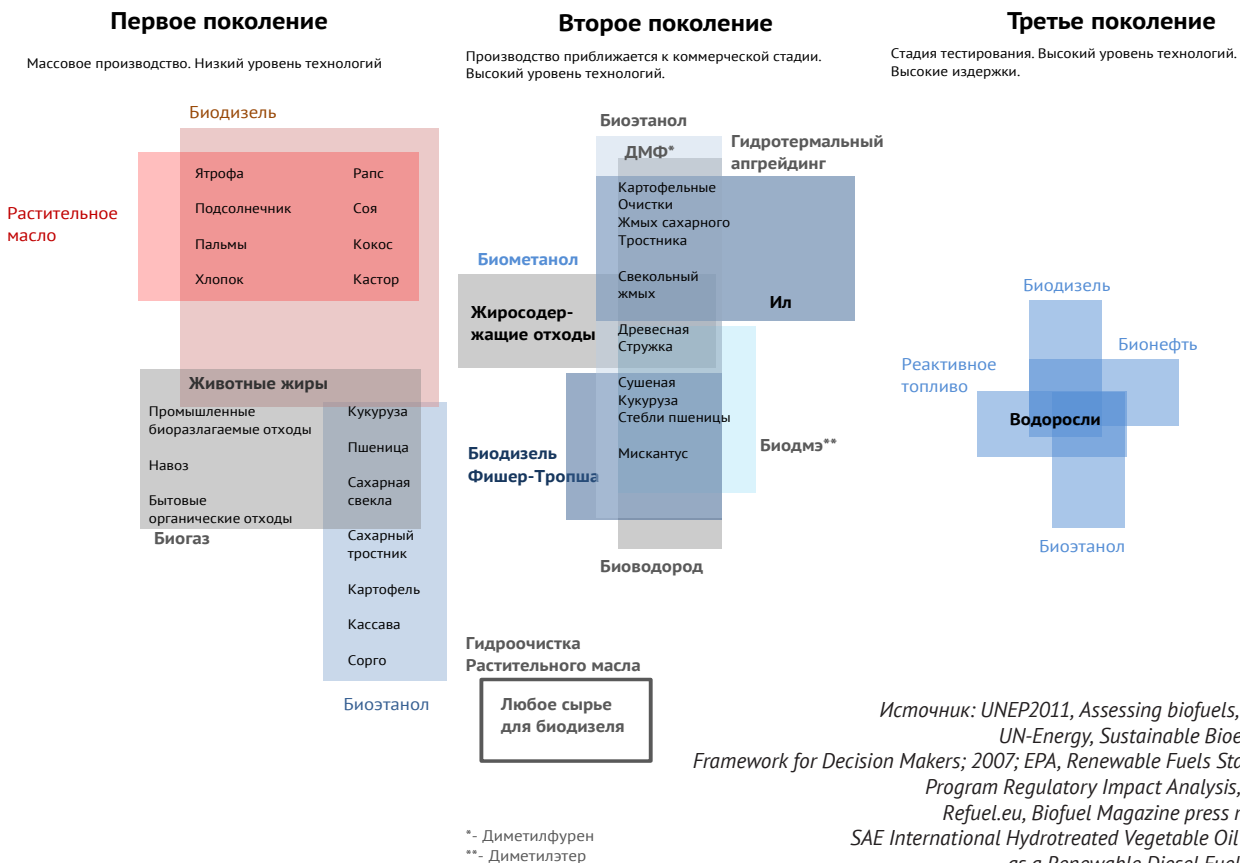 Первое поколение
Массовое производство. Низкий уровень технологий
Биодизель
Растительное
масло
Ятрофа
Рапс
Подсолнечник
Соя
Пальмы
Кокос
Хлопок
Кастор
Животные жиры
Промышленные
биоразлагаемые отходы
Навоз
Бытовые
органические отходы
Биогаз
Кукуруза
Пшеница
Сахарная
свекла
Сахарный
тростник
Картофель
Кассава
Сорго
Биоэтанол
Второе поколение
Производство приближается к коммерческой стадии.
Высокий уровень технологий.
Биоэтанол
ДМФ*
Гидротермальный
апгрейдинг
Картофельные
Очистки
Жмых сахарного
Тростника
Свекольный
жмых
Ил
Биометанол
Жиросодер-
жащие отходы
Древесная
Стружка
Сушеная
Кукуруза
Стебли пшеницы
Мискантус
Биодизель
Фишер-Тропша
Биодмэ**
Биоводород
Гидроочистка
Растительного масла
Любое сырье
для биодизеля
*- Диметилфурен
**- Диметилэтер
Третье поколение
Стадия тестирования. Высокий уровень технологий.
Высокие издержки.
Биодизель
Бионефть
Реактивное
топливо
Водоросли
Биоэтанол
Источник: UNEP2011, Assessing biofuels,
UN-Energy, Sustainable Bioe
Framework for Decision Makers; 2007; EPA, Renewable Fuels Sta
Program Regulatory Impact Analysis,
Refuel.eu, Biofuel Magazine press
SAE International Hydrotreated Vegetable Oil
as a Renewable Diesel Fuel